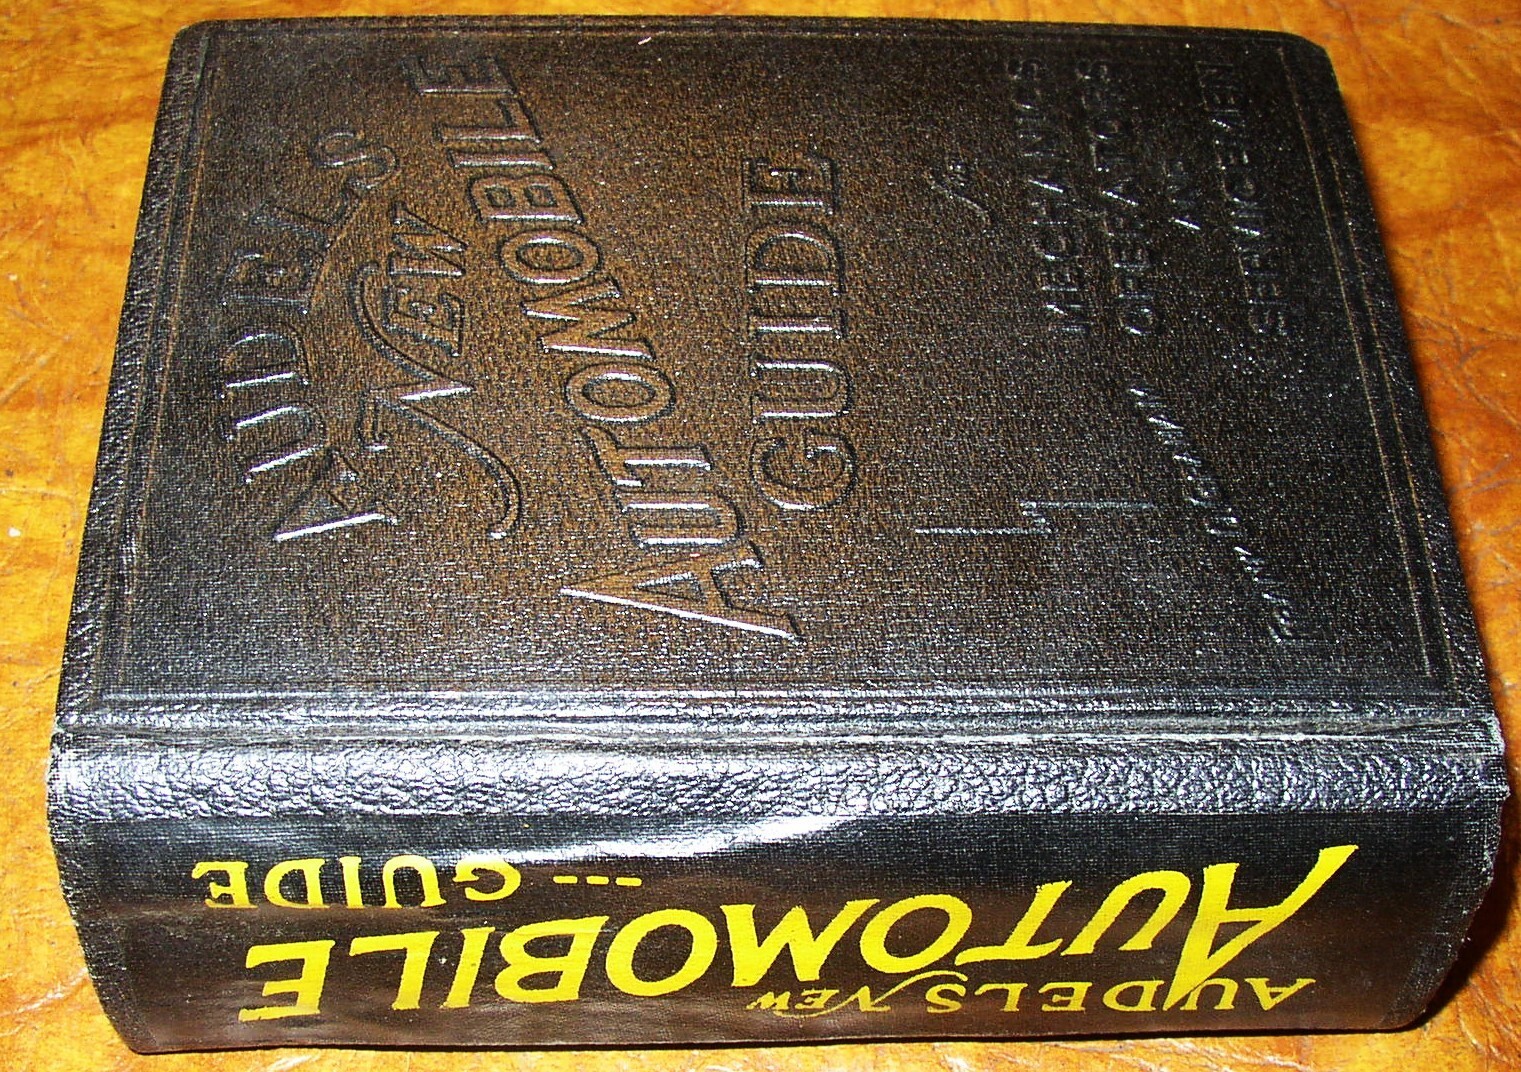 AUDELS
NEW
AUTOMOBILE
GUIDE
for
MECHANICS
OPERATORS
AND
SERVICEMEN
AUDELS NEW
AUTOMOBILE
GUIDE